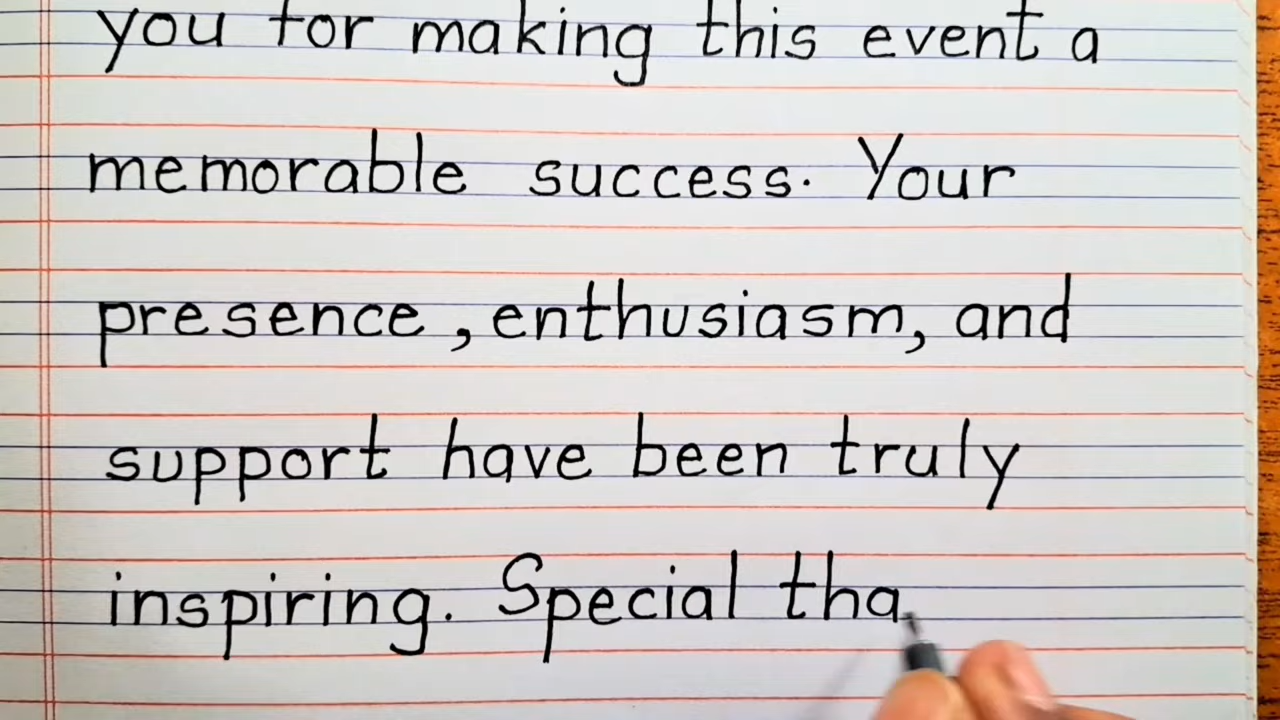 you for making this event a
memorable success. Your
presence, enthusiasm, and
support have been truly
inspiring. Special tha